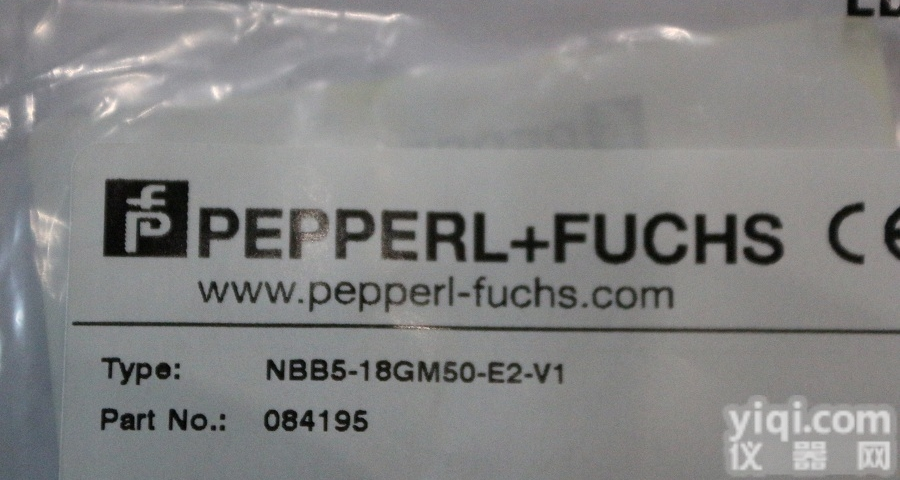 PEPPERL+FUCHS CE
www.pepperl-fuchs.com
Type: NBB5-18GM50-E2-V1
Part No.: 084195
yiqi.com
仪器网